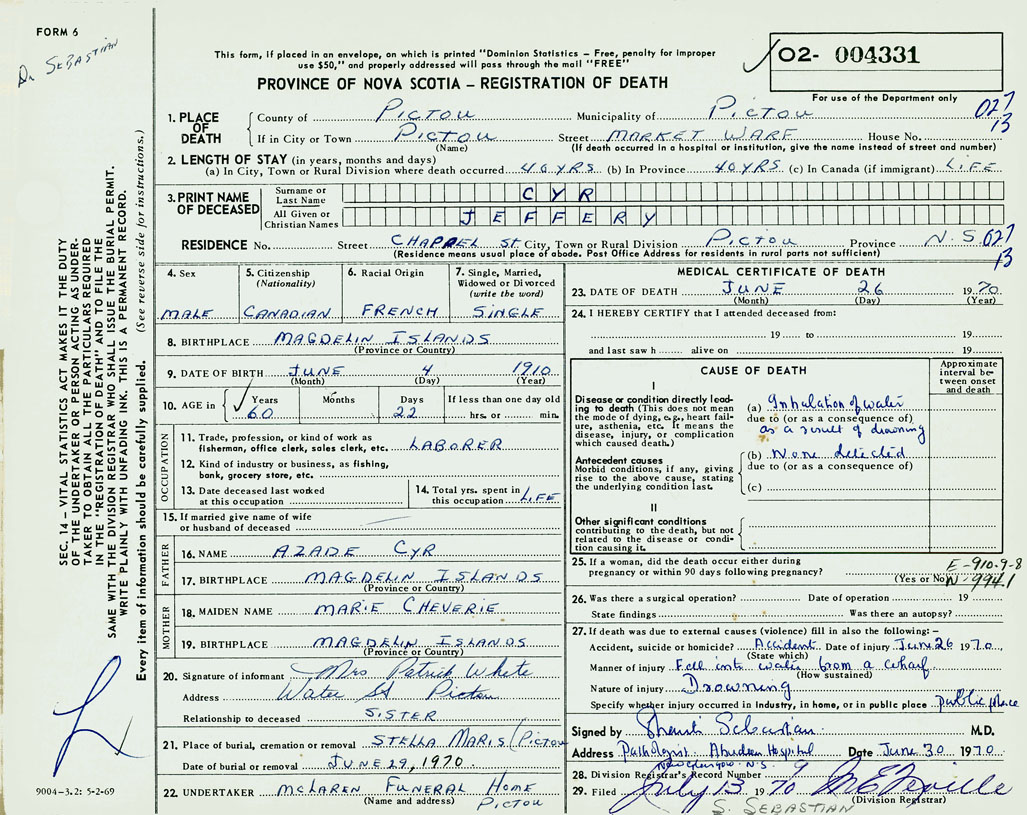 FORM 6
Dr Sebastian
This form, if placed in an envelope, on which is printed "Dominion Statistics – Free, penalty for improper
use $50," and properly addressed will pass through the mail "FREE"
PROVINCE OF NOVA SCOTIA – REGISTRATION OF DEATH
02- 004331
For use of the Department only
027
13
1. PLACE OF DEATH
County of PICTOU Municipality of PICTOU
If in City or Town PICTOU Street MARKET WARF House No.
(Name) (If death occurred in a hospital or institution, give the name instead of street and number)
2. LENGTH OF STAY (in years, months and days)
(a) In City, Town or Rural Division where death occurred 40 YRS (b) In Province 40 YRS (c) In Canada (if immigrant) LIFE
3. PRINT NAME OF DECEASED
Surname or Last Name CYR
All Given or Christian Names JEFFERY
RESIDENCE No. Street CHAPPEL ST City, Town or Rural Division PICTOU Province N.S. 027
13
(Residence means usual place of abode. Post Office Address for residents in rural parts not sufficient)
4. Sex MALE
5. Citizenship (Nationality) CANADIAN
6. Racial Origin FRENCH
7. Single, Married, Widowed or Divorced (write the word) SINGLE
8. BIRTHPLACE MAGDELIN ISLANDS
(Province or Country)
9. DATE OF BIRTH JUNE 4 1910
(Month) (Day) (Year)
10. AGE in Years 60 Months Days 22 If less than one day old hrs. or min.
OCCUPATION
11. Trade, profession, or kind of work as
fisherman, office clerk, sales clerk, etc. LABORER
12. Kind of industry or business, as fishing,
bank, grocery store, etc.
13. Date deceased last worked
at this occupation
14. Total yrs. spent in
this occupation LIFE
15. If married give name of wife
or husband of deceased
FATHER
16. NAME AZADE CYR
17. BIRTHPLACE MAGDELIN ISLANDS
(Province or Country)
MOTHER
18. MAIDEN NAME MARIE CHEVERIE
19. BIRTHPLACE MAGDELIN ISLANDS
(Province or Country)
20. Signature of informant Mrs Patrick White
Address Water St Pictou
Relationship to deceased SISTER
21. Place of burial, cremation or removal STELLA MARIS (PICTOU
Date of burial or removal JUNE 29, 1970
22. UNDERTAKER McLAREN FUNERAL HOME
(Name and address) PICTOU
MEDICAL CERTIFICATE OF DEATH
23. DATE OF DEATH JUNE 26 1970
(Month) (Day) (Year)
24. I HEREBY CERTIFY that I attended deceased from:
19 to 19
and last saw h alive on 19
CAUSE OF DEATH
Approximate interval between onset and death
I
Disease or condition directly leading
to death (This does not mean
the mode of dying, e.g., heart failure,
asthenia, etc. It means the
disease, injury, or complication
which caused death.)
(a) Inhalation of water
due to (or as a consequence of)
as a result of drowning
Antecedent causes
Morbid conditions, if any, giving
rise to the above cause, stating
the underlying condition last.
(b) None detected
due to (or as a consequence of)
(c)
II
Other significant conditions
contributing to the death, but not
related to the disease or condition
causing it.
25. If a woman, did the death occur either during
pregnancy or within 90 days following pregnancy? (Yes or No)
E-910.9-8
N-9941
26. Was there a surgical operation? Date of operation 19
State findings Was there an autopsy?
27. If death was due to external causes (violence) fill in also the following:–
Accident, suicide or homicide? Accident Date of injury June 26 1970
(State which)
Manner of injury Fell into water from a wharf
(How sustained)
Nature of injury Drowning
Specify whether injury occurred in industry, in home, or in public place public place
Signed by Sebastian M.D.
Address Pathologist Aberdeen Hospital Date June 30 1970
New Glasgow N.S.
28. Division Registrar's Record Number 9
29. Filed July 13 1970
(Division Registrar)
S. SEBASTIAN
SEC. 14 – VITAL STATISTICS ACT MAKES IT THE DUTY
OF THE UNDERTAKER OR PERSON ACTING AS UNDERTAKER
TO OBTAIN ALL THE PARTICULARS REQUIRED
IN THE "REGISTRATION OF DEATH" AND TO FILE THE
SAME WITH THE DIVISION REGISTRAR WHO SHALL ISSUE THE BURIAL PERMIT.
WRITE PLAINLY WITH UNFADING INK. THIS IS A PERMANENT RECORD.
Every item of information should be carefully supplied. (See reverse side for instructions.)
9004-3.2: 5-2-69